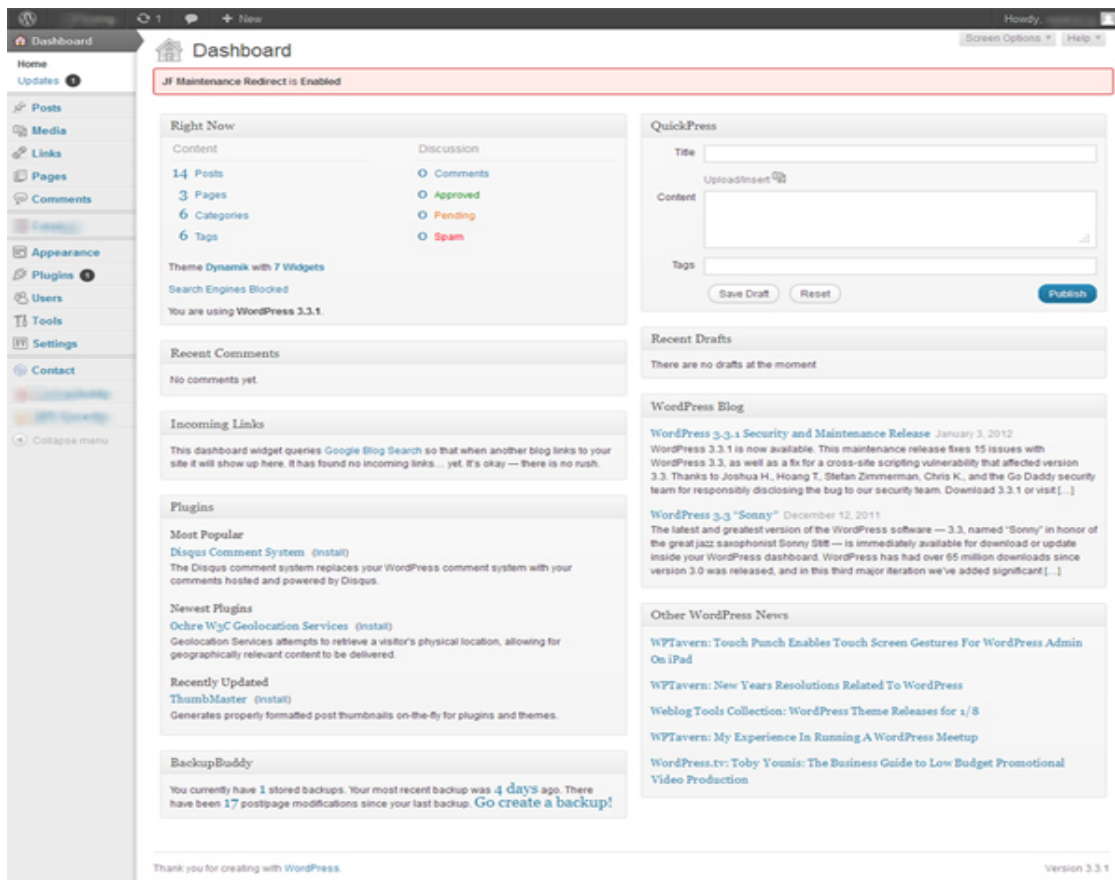 1 + New
Howdy,
Screen Options Help
Dashboard
Home
Updates 1
Posts
Media
Links
Pages
Comments
Appearance
Plugins 1
Users
Tools
Settings
Contact
Collapse menu
Dashboard
JF Maintenance Redirect is Enabled
Right Now
Content Discussion
14 Posts 0 Comments
3 Pages 0 Approved
6 Categories 0 Pending
6 Tags 0 Spam
Theme Dynamik with 7 Widgets
Search Engines Blocked
You are using WordPress 3.3.1.
Recent Comments
No comments yet.
Incoming Links
This dashboard widget queries Google Blog Search so that when another blog links to your
site it will show up here. It has found no incoming links… yet. It's okay — there is no rush.
Plugins
Most Popular
Disqus Comment System (Install)
The Disqus comment system replaces your WordPress comment system with your
comments hosted and powered by Disqus.
Newest Plugins
Ochre W3C Geolocation Services (Install)
Geolocation Services attempts to retrieve a visitor's physical location, allowing for
geographically relevant content to be delivered.
Recently Updated
ThumbMaster (Install)
Generates properly formatted post thumbnails on-the-fly for plugins and themes.
BackupBuddy
You currently have 1 stored backups. Your most recent backup was 4 days ago. There
have been 17 post/page modifications since your last backup. Go create a backup!
QuickPress
Title
Upload/Insert
Content
Tags
Save Draft Reset Publish
Recent Drafts
There are no drafts at the moment
WordPress Blog
WordPress 3.3.1 Security and Maintenance Release January 3, 2012
WordPress 3.3.1 is now available. This maintenance release fixes 15 issues with
WordPress 3.3, as well as a fix for a cross-site scripting vulnerability that affected version
3.3. Thanks to Joshua H., Hoang T., Stefan Zimmerman, Chris K., and the Go Daddy security
team for responsibly disclosing the bug to our security team. Download 3.3.1 or visit […]
WordPress 3.3 "Sonny" December 12, 2011
The latest and greatest version of the WordPress software — 3.3, named "Sonny" in honor of
the great jazz saxophonist Sonny Stitt — is immediately available for download or update
inside your WordPress dashboard. WordPress has had over 65 million downloads since
version 3.0 was released, and in this third major iteration we've added significant […]
Other WordPress News
WPTavern: Touch Punch Enables Touch Screen Gestures For WordPress Admin
On iPad
WPTavern: New Years Resolutions Related To WordPress
Weblog Tools Collection: WordPress Theme Releases for 1/8
WPTavern: My Experience In Running A WordPress Meetup
WordPress.tv: Toby Younis: The Business Guide to Low Budget Promotional
Video Production
Thank you for creating with WordPress.
Version 3.3.1